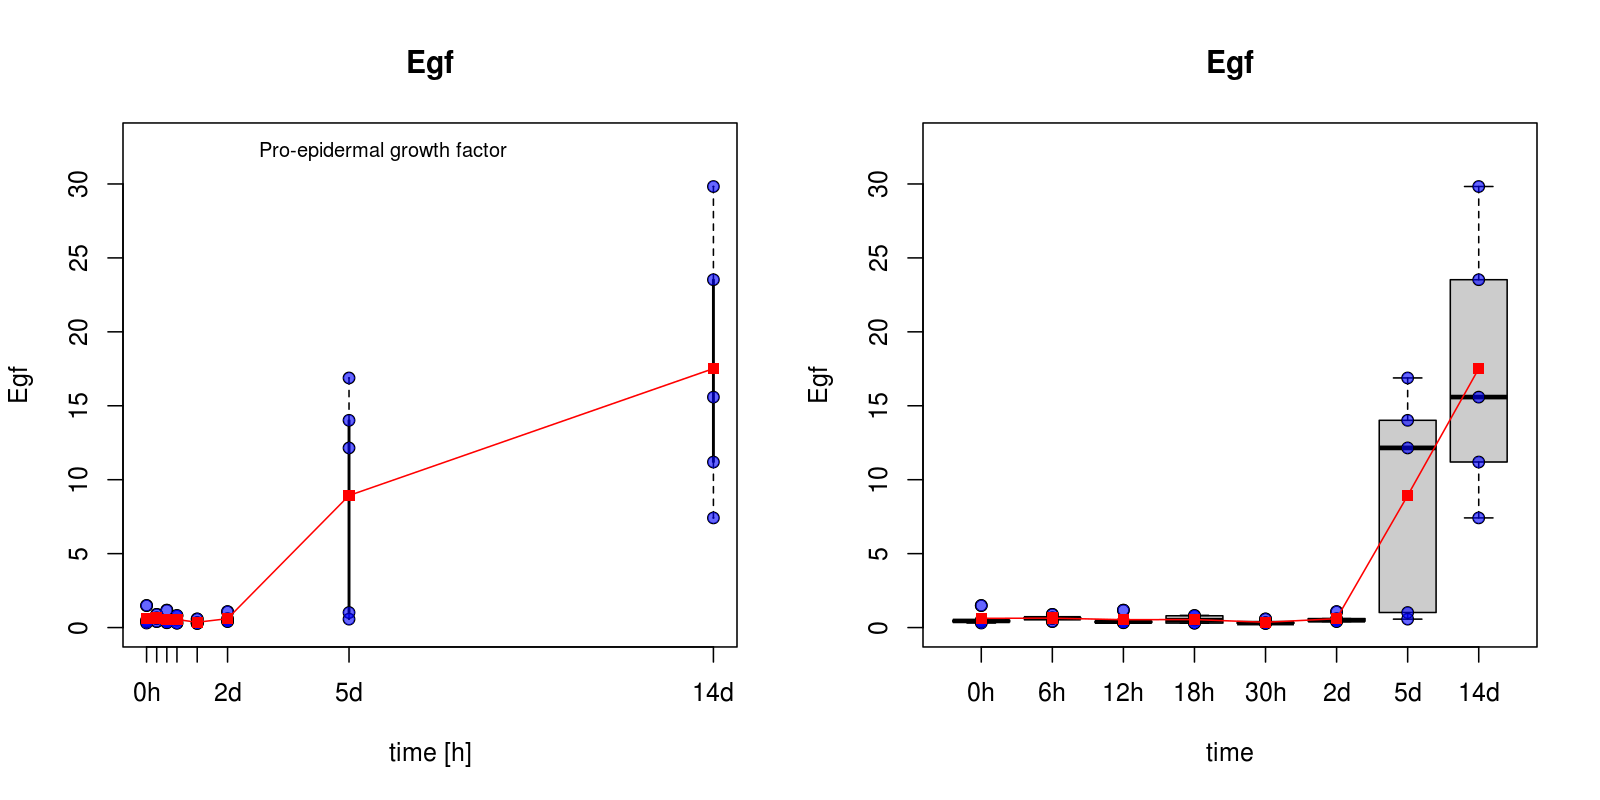 Egf
Pro-epidermal growth factor
Egf
0 5 10 15 20 25 30
0h 2d 5d 14d
time [h]
Egf
Egf
0 5 10 15 20 25 30
0h 6h 12h 18h 30h 2d 5d 14d
time